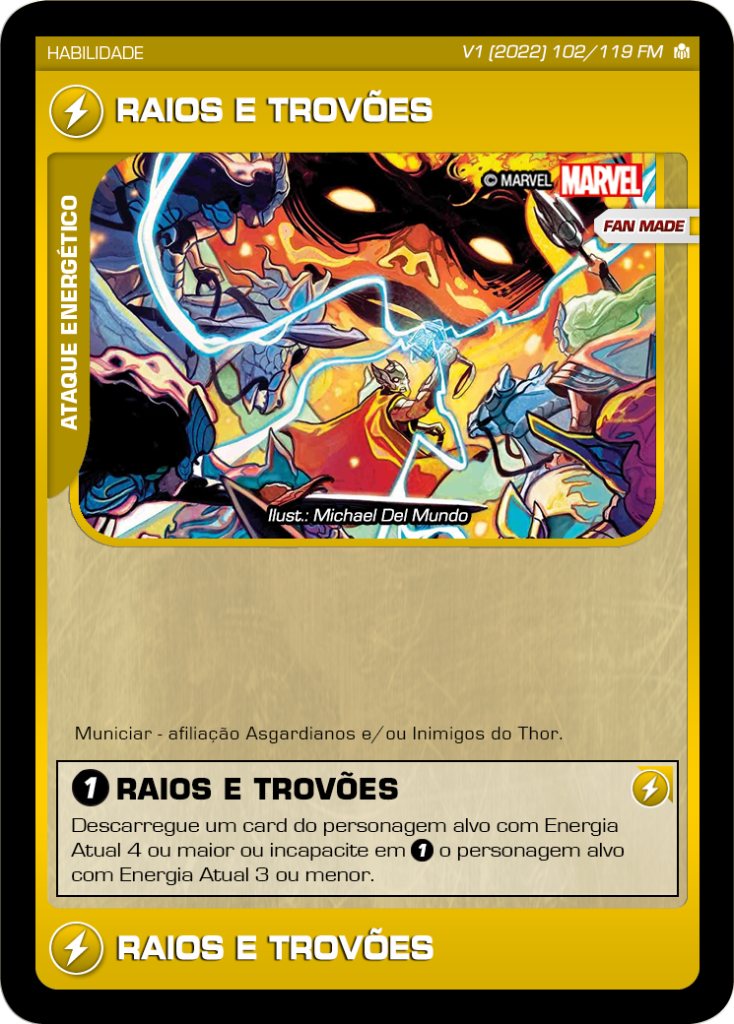 HABILIDADE
V1 (2022) 102/119 FM
RAIOS E TROVÕES
© MARVEL MARVEL
FAN MADE
ATAQUE ENERGÉTICO
Ilust.: Michael Del Mundo
Municiar - afiliação Asgardianos e/ou Inimigos do Thor.
1 RAIOS E TROVÕES
Descarregue um card do personagem alvo com Energia
Atual 4 ou maior ou incapacite em 1 o personagem alvo
com Energia Atual 3 ou menor.
RAIOS E TROVÕES